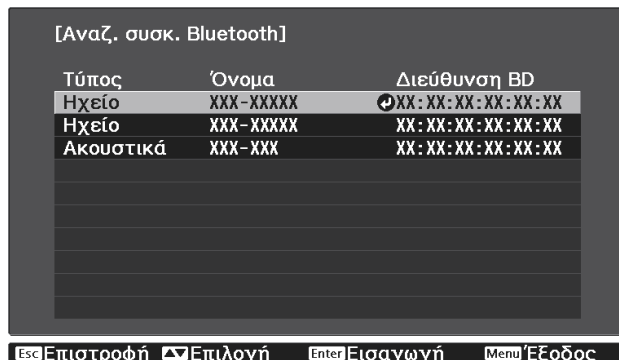 [Αναζ. συσκ. Bluetooth]
Τύπος Όνομα Διεύθυνση BD
Ηχείο XXX-XXXXX XX:XX:XX:XX:XX:XX
Ηχείο XXX-XXXXX XX:XX:XX:XX:XX:XX
Ακουστικά XXX-XXX XX:XX:XX:XX:XX:XX
Esc Επιστροφή Επιλογή Enter Εισαγωγή Menu Έξοδος